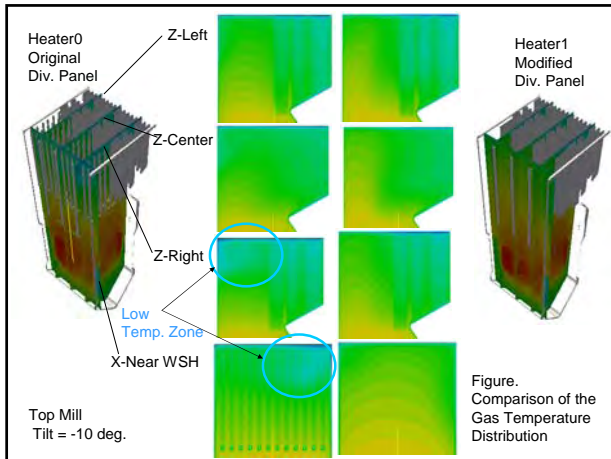 Heater0
Original
Div. Panel
Z-Left
Z-Center
Z-Right
Low
Temp. Zone
X-Near WSH
Top Mill
Tilt = -10 deg.
Heater1
Modified
Div. Panel
Figure.
Comparison of the
Gas Temperature
Distribution